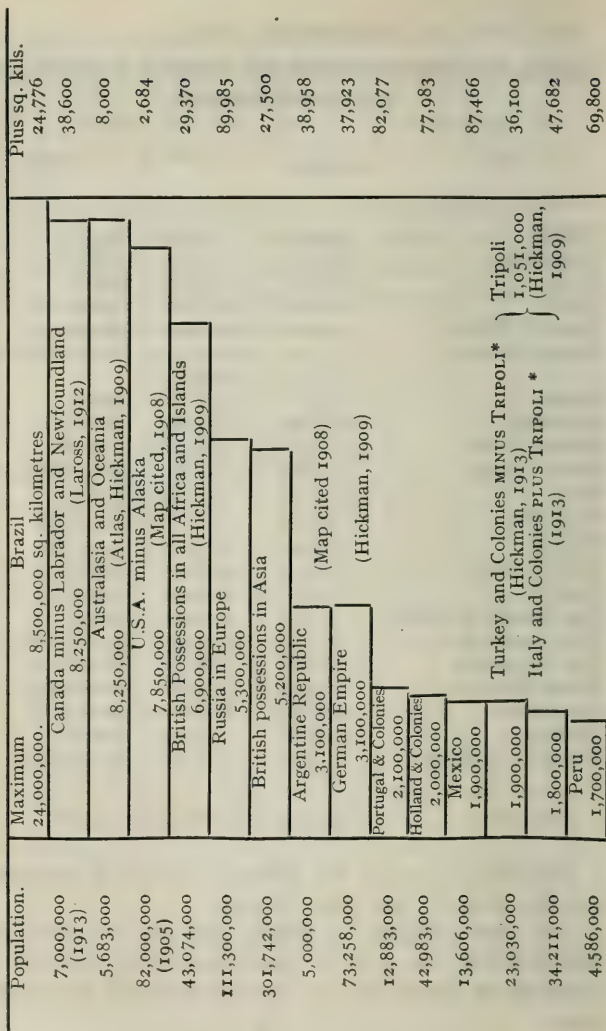 Population.
Maximum
24,000,000.
Brazil
8,500,000 sq. kilometres
Plus sq. kils.
24,776
7,000,000
(1913)
Canada minus Labrador and Newfoundland
8,250,000 (Laross, 1912)
38,600
5,683,000
Australasia and Oceania
8,250,000 (Atlas, Hickman, 1909)
8,000
82,000,000
(1905)
U.S.A. minus Alaska
7,850,000 (Map cited, 1908)
2,684
43,074,000
British Possessions in all Africa and Islands
6,900,000 (Hickman, 1909)
29,370
111,300,000
Russia in Europe
5,300,000
89,985
301,742,000
British possessions in Asia
5,200,000
27,500
5,000,000
Argentine Republic
3,100,000 (Map cited 1908)
38,958
73,258,000
German Empire
3,100,000 (Hickman, 1909)
37,923
12,883,000
Portugal & Colonies
2,100,000
82,077
42,983,000
Holland & Colonies
2,000,000
77,983
13,606,000
Mexico
1,900,000
87,466
23,030,000
1,900,000
Turkey and Colonies MINUS TRIPOLI*
(Hickman, 1913)
36,100
34,211,000
1,800,000
Italy and Colonies PLUS TRIPOLI *
(1913)
47,682
} Tripoli
1,051,000
(Hickman,
1909)
4,586,000
Peru
1,700,000
69,800